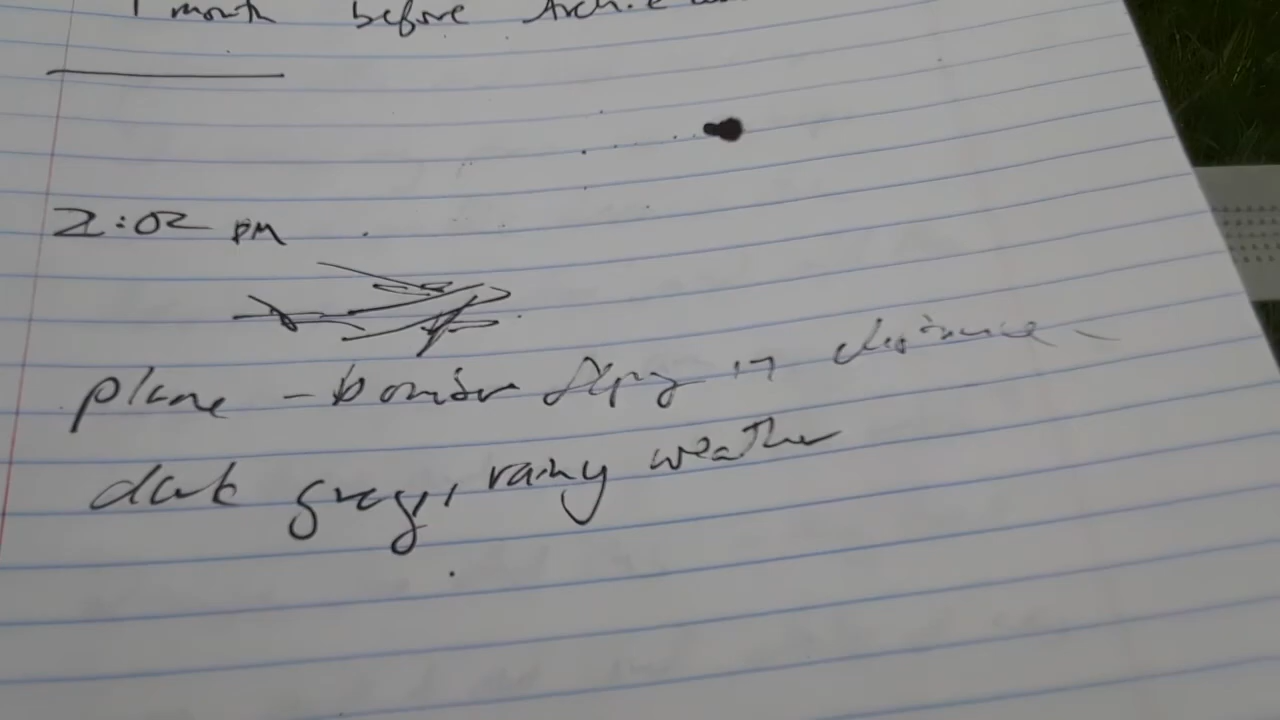 1 month before
2:02 PM
plane - bomber flying in distance
dark grey, rainy weather